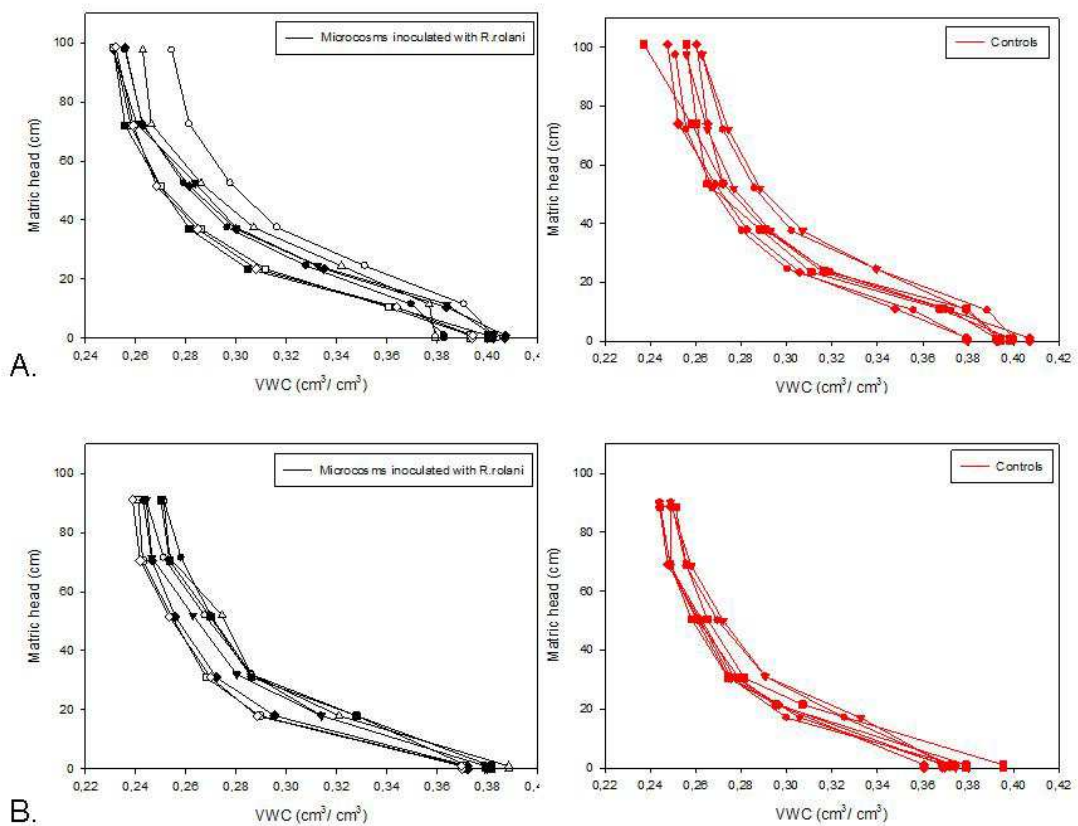 Microcosms inoculated with R.rolani
100
80
60
40
20
0
Matric head (cm)
0,24 0,26 0,28 0,30 0,32 0,34 0,36 0,38 0,40 0,4
VWC (cm³/ cm³)
Controls
100
80
60
40
20
0
Matric head (cm)
0,22 0,24 0,26 0,28 0,30 0,32 0,34 0,36 0,38 0,40 0,42
VWC (cm³/ cm³)
A.
Microcosms inoculated with R.rolani
100
80
60
40
20
0
Matric head (cm)
0,22 0,24 0,26 0,28 0,30 0,32 0,34 0,36 0,38 0,4
VWC (cm³/ cm³)
Controls
100
80
60
40
20
0
Matric head (cm)
0,22 0,24 0,26 0,28 0,30 0,32 0,34 0,36 0,38 0,40 0,42
VWC (cm³/ cm³)
B.